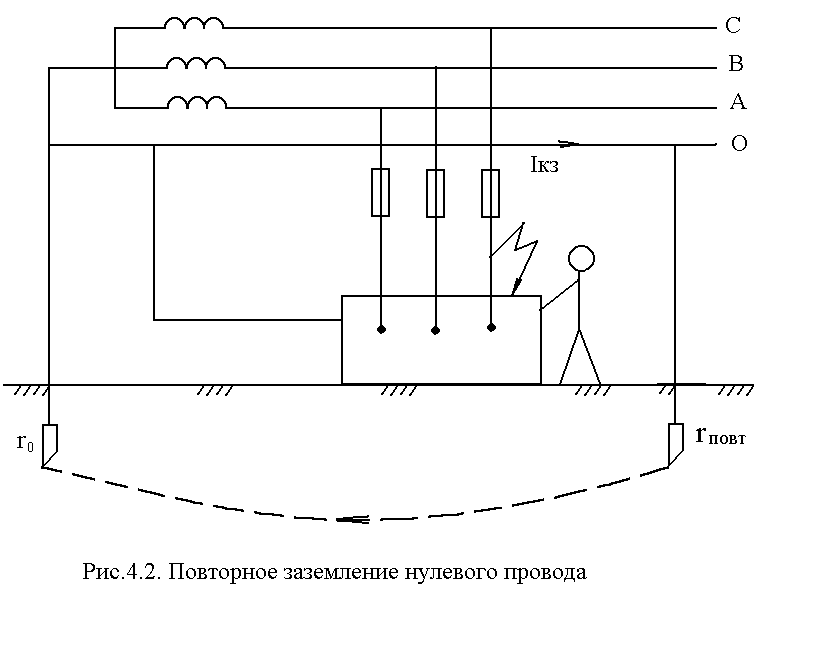 C
B
A
O
Iкз
r₀
rповт
Рис.4.2. Повторное заземление нулевого провода